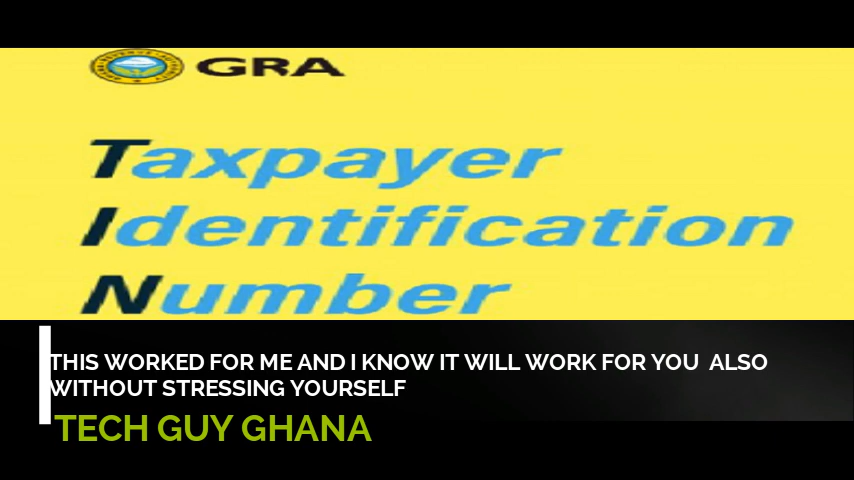 GRA
Taxpayer
Identification
Number
THIS WORKED FOR ME AND I KNOW IT WILL WORK FOR YOU ALSO
WITHOUT STRESSING YOURSELF
TECH GUY GHANA